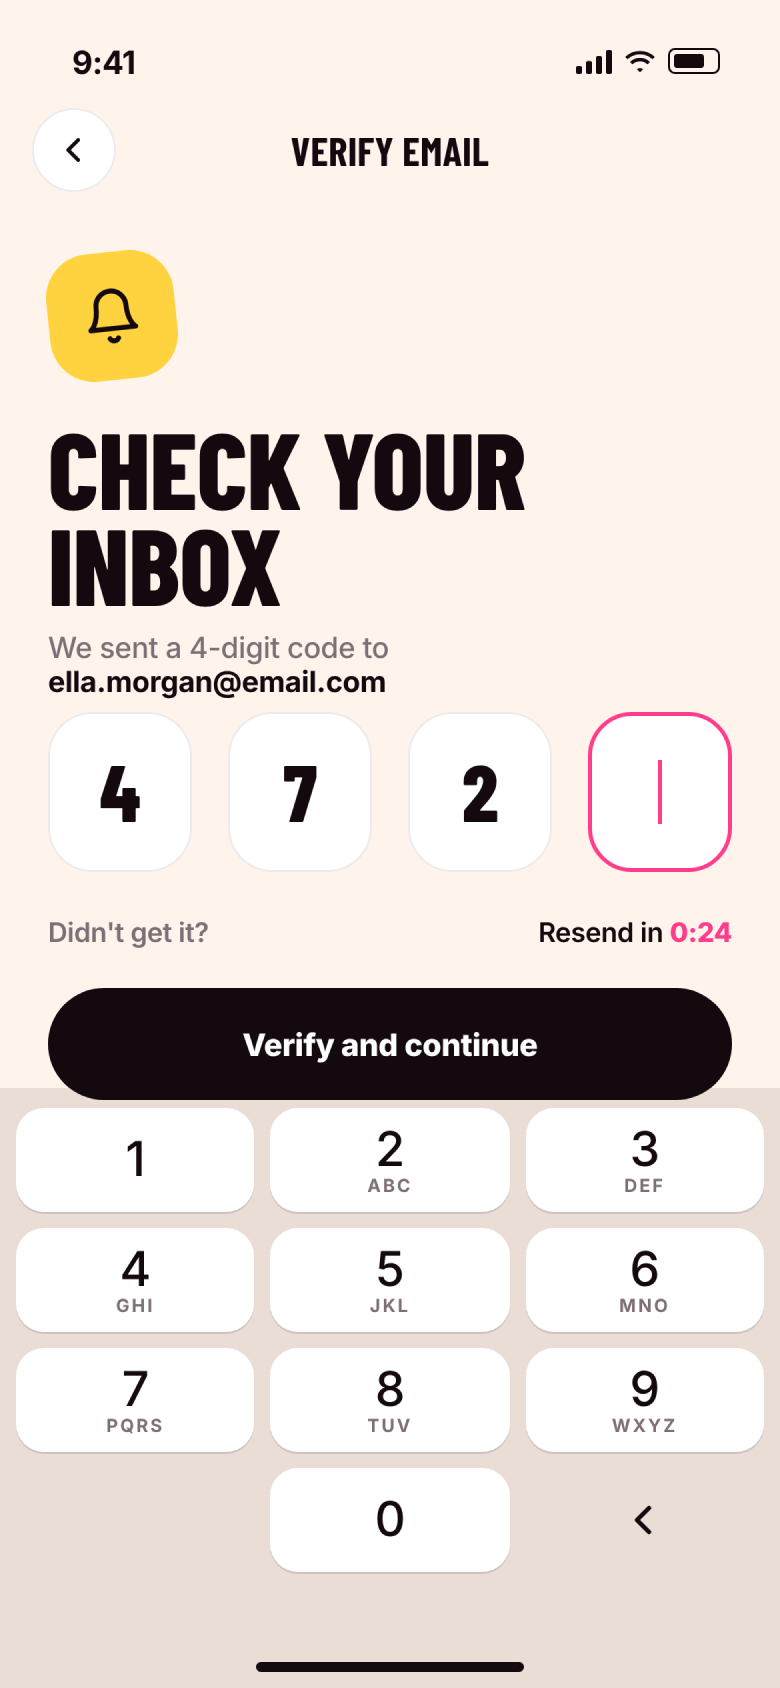 9:41
VERIFY EMAIL
CHECK YOUR
INBOX
We sent a 4-digit code to
ella.morgan@email.com
4 7 2
Didn't get it? Resend in 0:24
Verify and continue
1 2 3
ABC DEF
4 5 6
GHI JKL MNO
7 8 9
PQRS TUV WXYZ
0